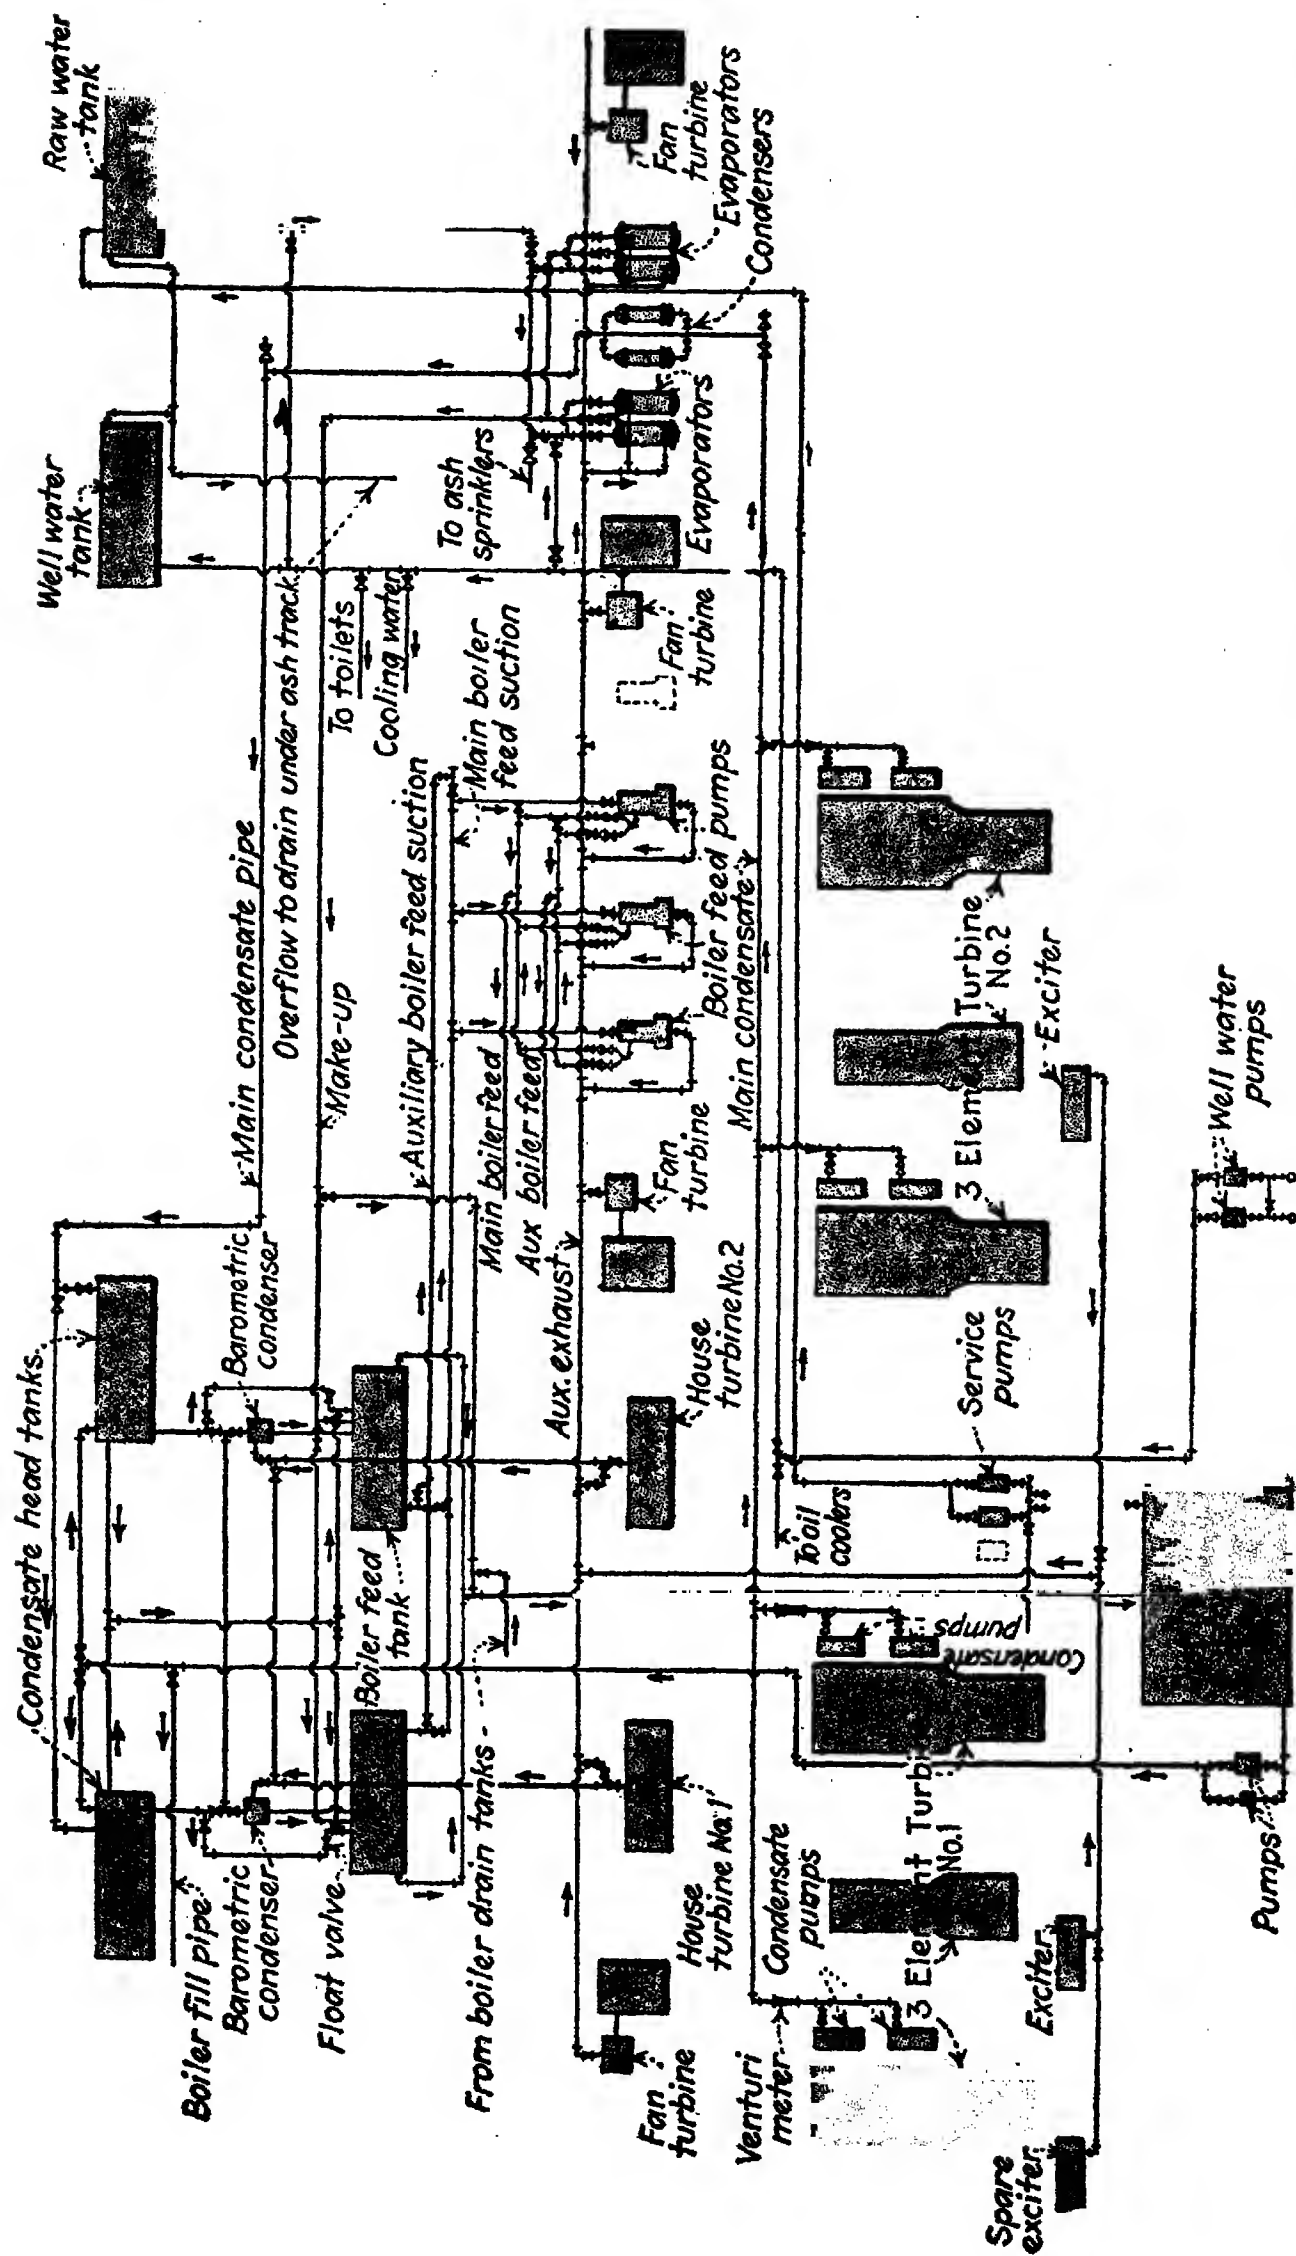 Condensate head tanks
Boiler fill pipe
Barometric
condenser
Float valve
From boiler drain tanks
Fan
turbine
Boiler feed
tank
Barometric
condenser
Main condensate pipe
Overflow to drain under ash track
Make-up
Auxiliary boiler feed suction
Main boiler feed
Aux boiler feed
Aux. exhaust
Well water
tank
Raw water
tank
To toilets
Cooling water
To ash
sprinklers
Main boiler
feed suction
House
turbine No.1
House
turbine No.2
Fan
turbine
Boiler feed pumps
Main condensate
Fan
turbine
Evaporators
Fan
turbine
Evaporators
Condensers
Venturi
meter
Condensate
pumps
3 Element Turbine
No.1
Condensate
pumps
To oil
coolers
Service
pumps
3 Element Turbine
No.2
Exciter
Spare
exciter
Exciter
Pumps
Well water
pumps